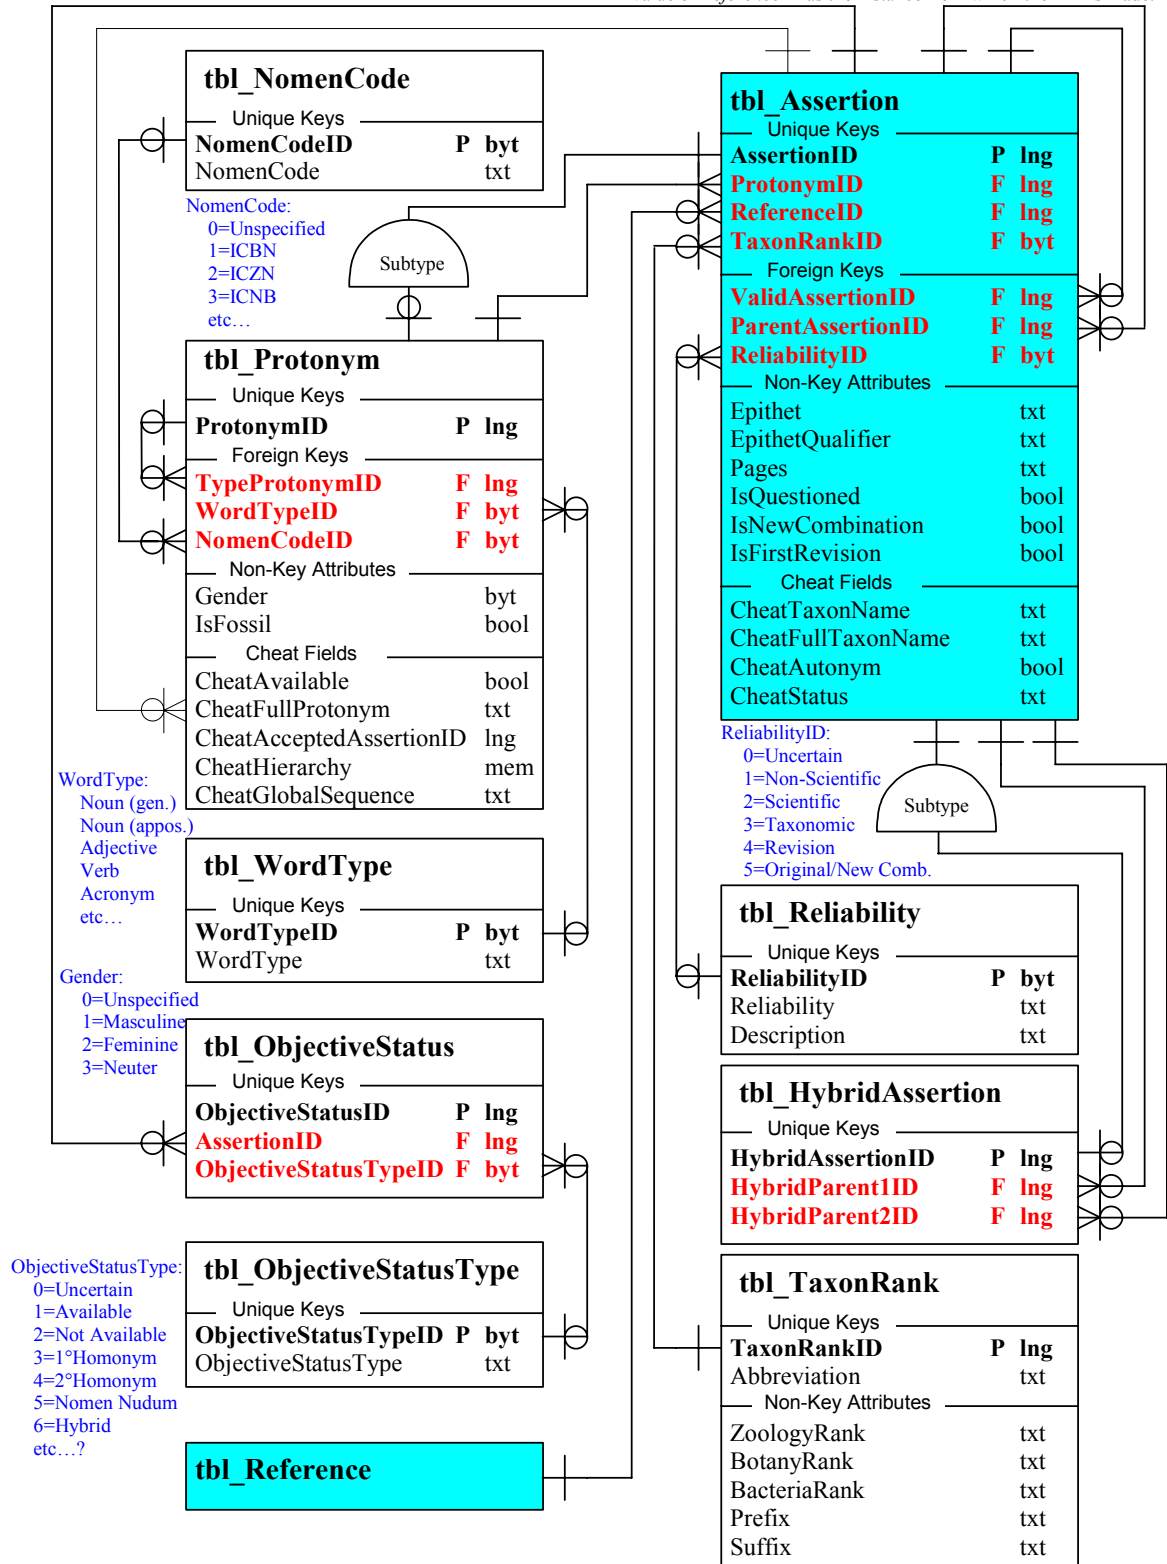 tbl_NomenCode
Unique Keys
NomenCodeID P byt
NomenCode txt
NomenCode:
0=Unspecified
1=ICBN
2=ICZN
3=ICNB
etc…
Subtype
tbl_Protonym
Unique Keys
ProtonymID P lng
Foreign Keys
TypeProtonymID F lng
WordTypeID F byt
NomenCodeID F byt
Non-Key Attributes
Gender byt
IsFossil bool
Cheat Fields
CheatAvailable bool
CheatFullProtonym txt
CheatAcceptedAssertionID lng
CheatHierarchy mem
CheatGlobalSequence txt
WordType:
Noun (gen.)
Noun (appos.)
Adjective
Verb
Acronym
etc…
tbl_WordType
Unique Keys
WordTypeID P byt
WordType txt
Gender:
0=Unspecified
1=Masculine
2=Feminine
3=Neuter
tbl_ObjectiveStatus
Unique Keys
ObjectiveStatusID P lng
AssertionID F lng
ObjectiveStatusTypeID F byt
ObjectiveStatusType:
0=Uncertain
1=Available
2=Not Available
3=1°Homonym
4=2°Homonym
5=Nomen Nudum
6=Hybrid
etc…?
tbl_ObjectiveStatusType
Unique Keys
ObjectiveStatusTypeID P byt
ObjectiveStatusType txt
tbl_Reference
tbl_Assertion
Unique Keys
AssertionID P lng
ProtonymID F lng
ReferenceID F lng
TaxonRankID F byt
Foreign Keys
ValidAssertionID F lng
ParentAssertionID F lng
ReliabilityID F byt
Non-Key Attributes
Epithet txt
EpithetQualifier txt
Pages txt
IsQuestioned bool
IsNewCombination bool
IsFirstRevision bool
Cheat Fields
CheatTaxonName txt
CheatFullTaxonName txt
CheatAutonym bool
CheatStatus txt
ReliabilityID:
0=Uncertain
1=Non-Scientific
2=Scientific
3=Taxonomic
4=Revision
5=Original/New Comb.
Subtype
tbl_Reliability
Unique Keys
ReliabilityID P byt
Reliability txt
Description txt
tbl_HybridAssertion
Unique Keys
HybridAssertionID P lng
HybridParent1ID F lng
HybridParent2ID F lng
tbl_TaxonRank
Unique Keys
TaxonRankID P lng
Abbreviation txt
Non-Key Attributes
ZoologyRank txt
BotanyRank txt
BacteriaRank txt
Prefix txt
Suffix txt